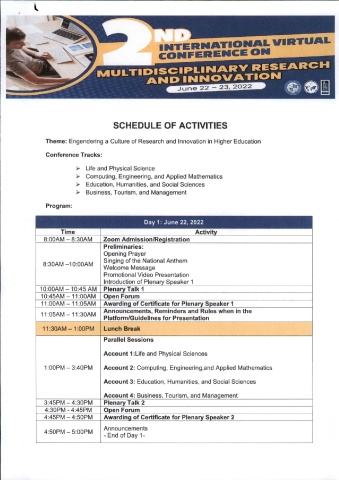 2ND
INTERNATIONAL VIRTUAL
CONFERENCE ON
MULTIDISCIPLINARY RESEARCH
AND INNOVATION
June 22 – 23, 2022
SCHEDULE OF ACTIVITIES
Theme: Engendering a Culture of Research and Innovation in Higher Education
Conference Tracks:
➢ Life and Physical Science
➢ Computing, Engineering, and Applied Mathematics
➢ Education, Humanities, and Social Sciences
➢ Business, Tourism, and Management
Program:
Day 1: June 22, 2022
Time Activity
8:00AM – 8:30AM Zoom Admission/Registration
8:30AM –10:00AM Preliminaries:
Opening Prayer
Singing of the National Anthem
Welcome Message
Promotional Video Presentation
Introduction of Plenary Speaker 1
10:00AM – 10:45 AM Plenary Talk 1
10:45AM – 11:00AM Open Forum
11:00AM – 11:05AM Awarding of Certificate for Plenary Speaker 1
11:05AM – 11:30AM Announcements, Reminders and Rules when in the
Platform/Guidelines for Presentation
11:30AM – 1:00PM Lunch Break
1:00PM – 3:40PM Parallel Sessions
Account 1:Life and Physical Sciences
Account 2: Computing, Engineering,and Applied Mathematics
Account 3: Education, Humanities, and Social Sciences
Account 4: Business, Tourism, and Management
3:45PM – 4:30PM Plenary Talk 2
4:30PM - 4:45PM Open Forum
4:45PM – 4:50PM Awarding of Certificate for Plenary Speaker 2
4:50PM – 5:00PM Announcements
- End of Day 1-